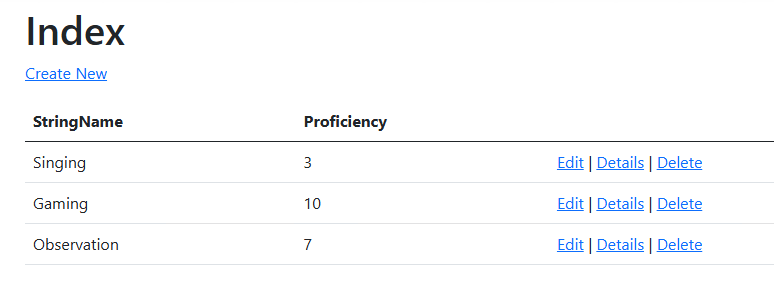 Index
Create New
StringName Proficiency
Singing 3 Edit | Details | Delete
Gaming 10 Edit | Details | Delete
Observation 7 Edit | Details | Delete